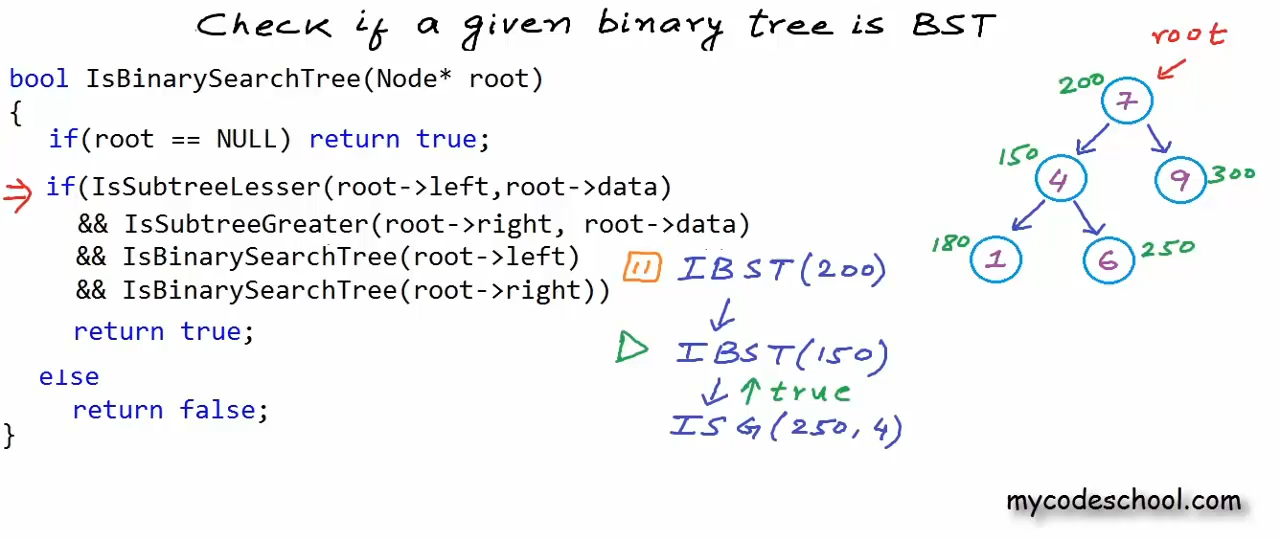 Check if a given binary tree is BST
bool IsBinarySearchTree(Node* root)
{
if(root == NULL) return true;
if(IsSubtreeLesser(root->left,root->data)
&& IsSubtreeGreater(root->right, root->data)
&& IsBinarySearchTree(root->left)
&& IsBinarySearchTree(root->right))
return true;
else
return false;
}
IBST(200)
IBST(150)
true
ISG(250,4)
root
200
7
150
4
9
300
180
1
6
250
mycodeschool.com